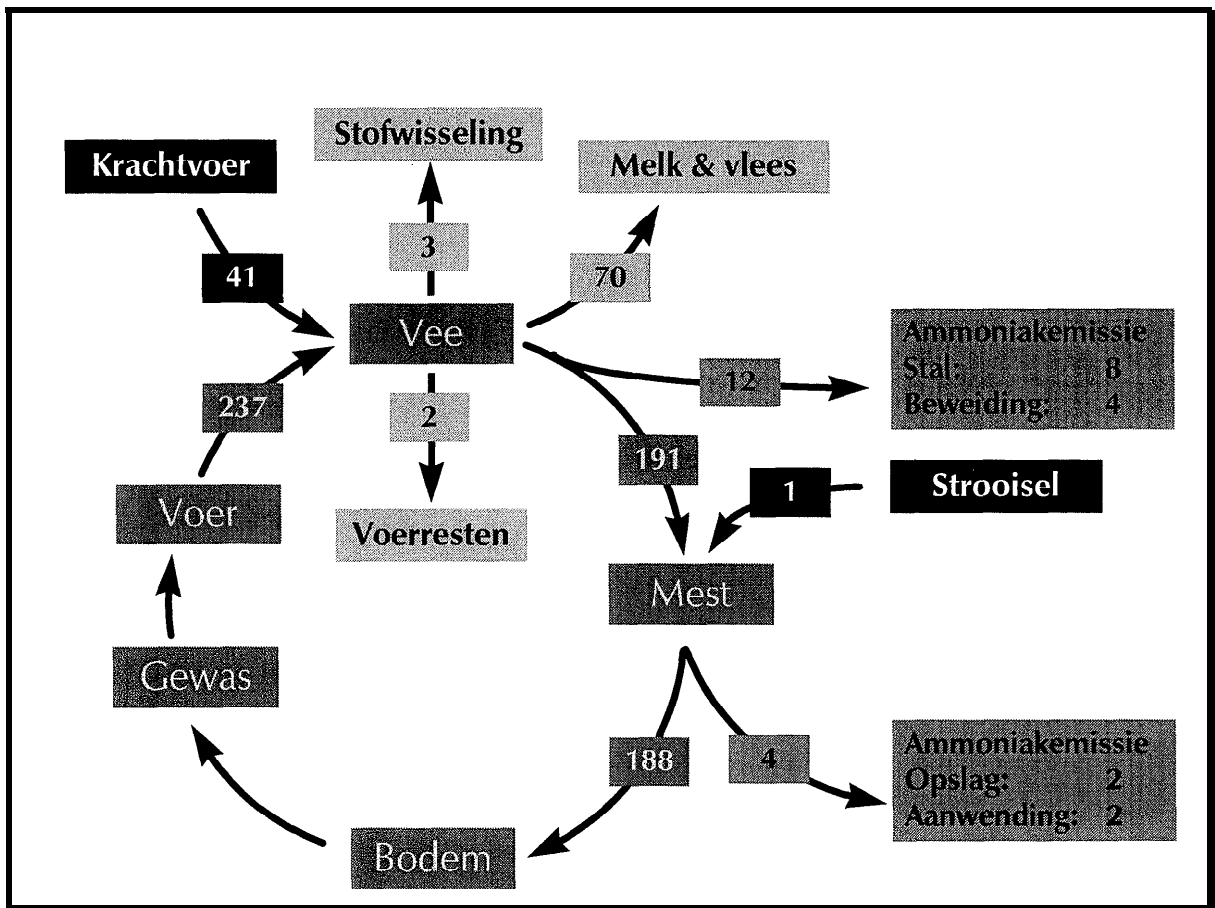 Stofwisseling
Krachtvoer
Melk & vlees
3
41
70
Vee
Ammoniakemissie
Stal: 8
Beweiding: 4
12
237
2
191
Strooisel
1
Voer
Voerresten
Mest
Gewas
188
4
Ammoniakemissie
Opslag: 2
Aanwending: 2
Bodem